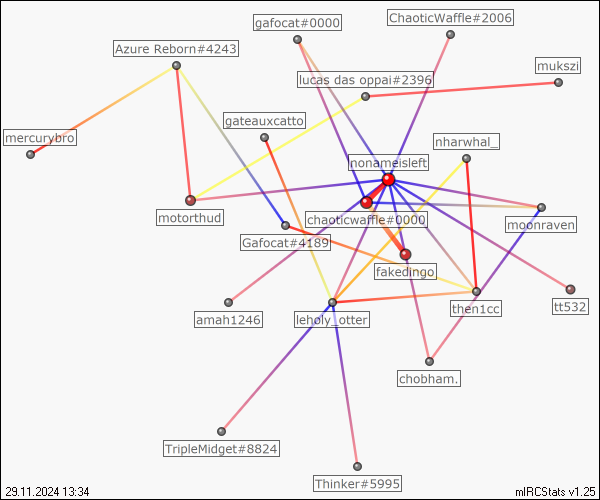 ChaoticWaffle#2006
gafocat#0000
Azure Reborn#4243
mukszi
lucas das oppai#2396
gateauxcatto
mercurybro
nharwhal_
nonameisleft
motorthud
chaoticwaffle#0000
moonraven
Gafocat#4189
fakedingo
tt532
amah1246
leholy_otter
then1cc
chobham.
TripleMidget#8824
Thinker#5995
29.11.2024 13:34
mIRCStats v1.25